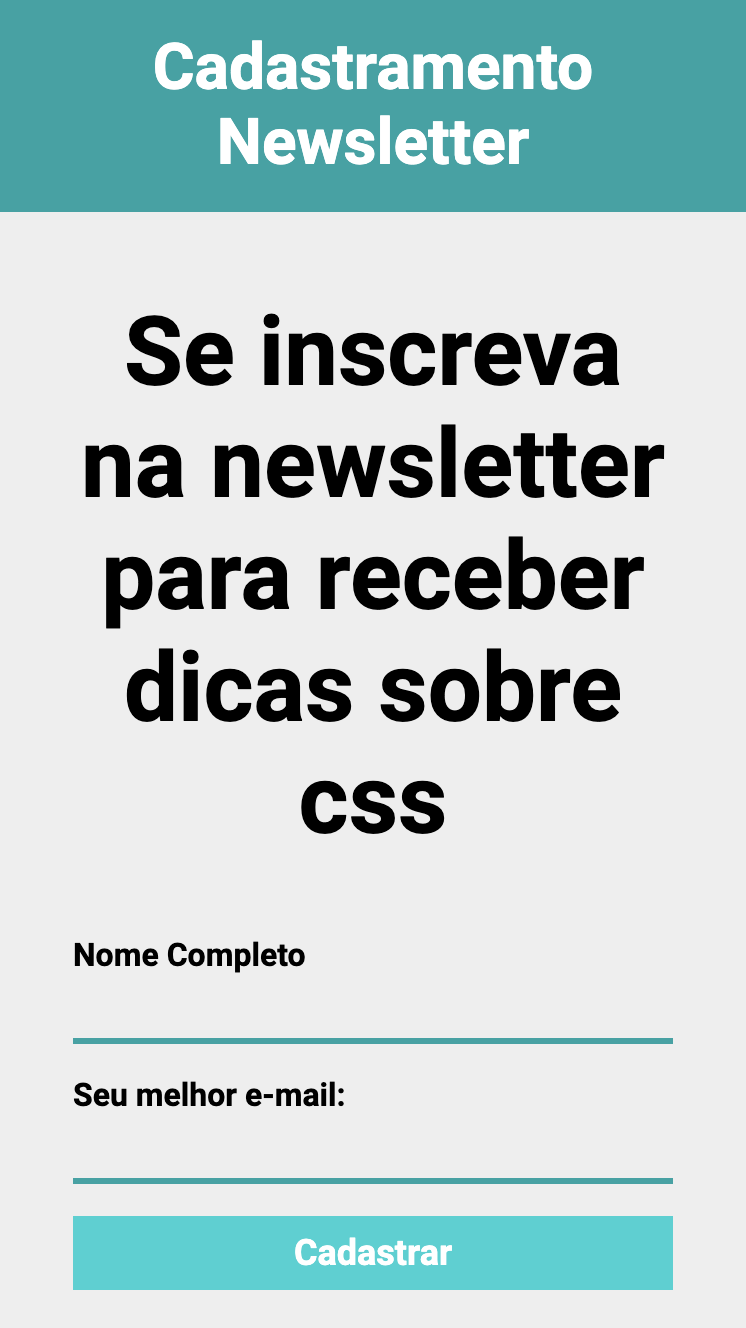 Cadastramento
Newsletter
Se inscreva
na newsletter
para receber
dicas sobre
css
Nome Completo
Seu melhor e-mail:
Cadastrar